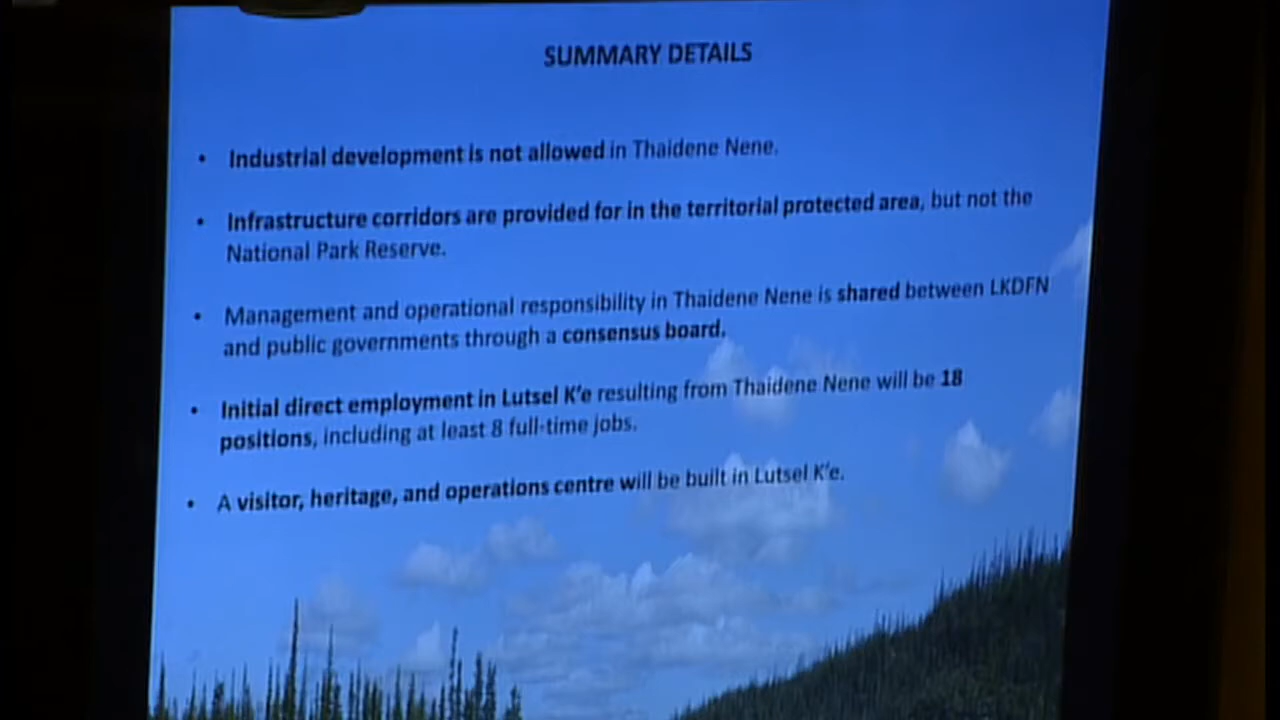 SUMMARY DETAILS
• Industrial development is not allowed in Thaidene Nene.
• Infrastructure corridors are provided for in the territorial protected area, but not the
National Park Reserve.
• Management and operational responsibility in Thaidene Nene is shared between LKDFN
and public governments through a consensus board.
• Initial direct employment in Lutsel K'e resulting from Thaidene Nene will be 18
positions, including at least 8 full-time jobs.
• A visitor, heritage, and operations centre will be built in Lutsel K'e.